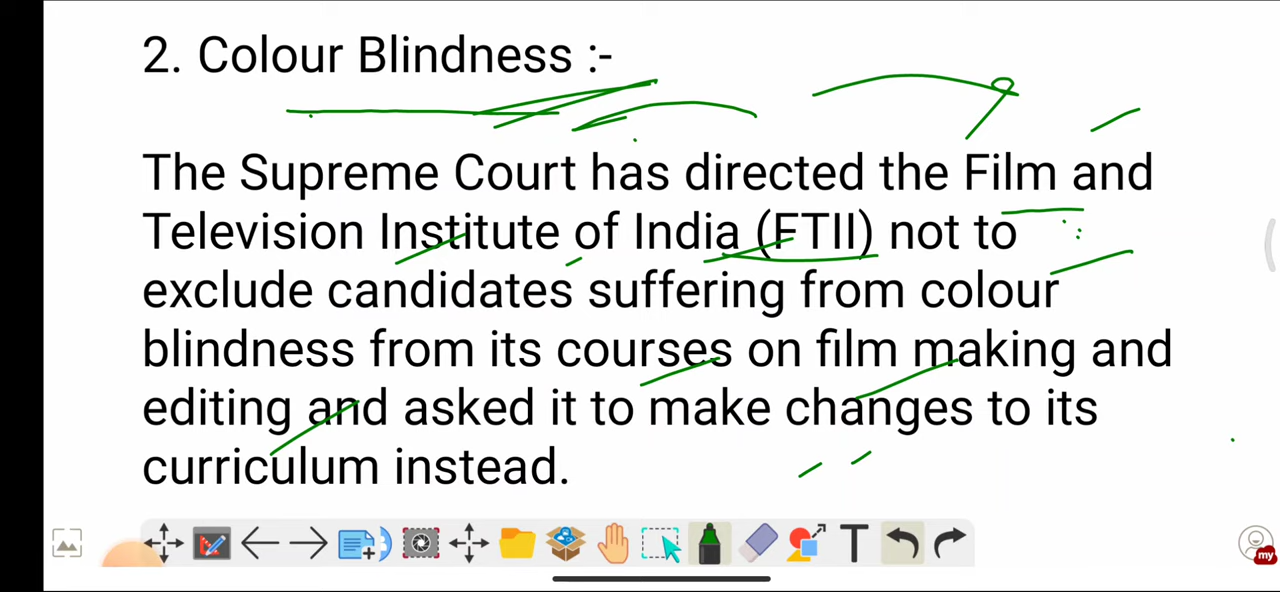 2. Colour Blindness :-
The Supreme Court has directed the Film and
Television Institute of India (FTII) not to
exclude candidates suffering from colour
blindness from its courses on film making and
editing and asked it to make changes to its
curriculum instead.
T
my